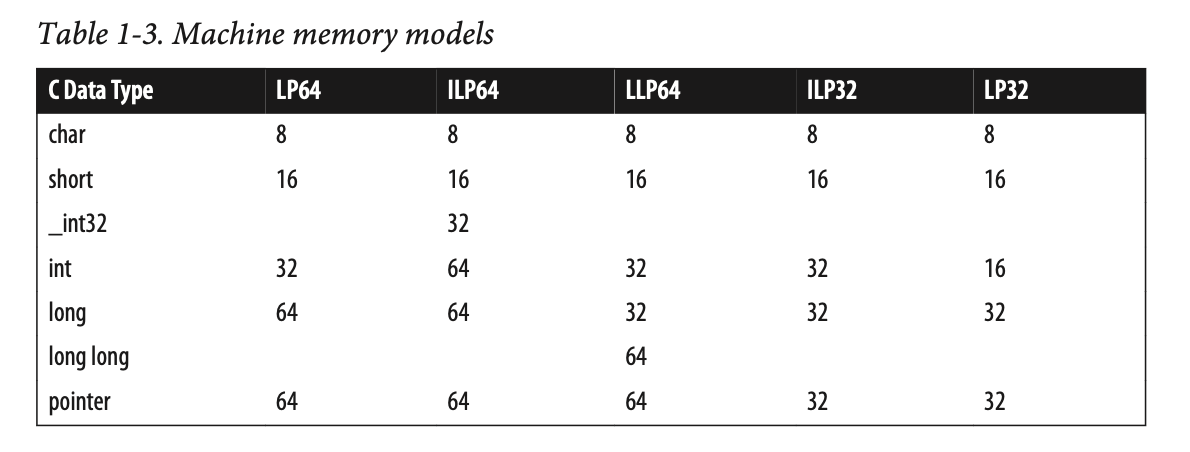 Table 1-3. Machine memory models
C Data Type LP64 ILP64 LLP64 ILP32 LP32
char 8 8 8 8 8
short 16 16 16 16 16
_int32 32
int 32 64 32 32 16
long 64 64 32 32 32
long long 64
pointer 64 64 64 32 32